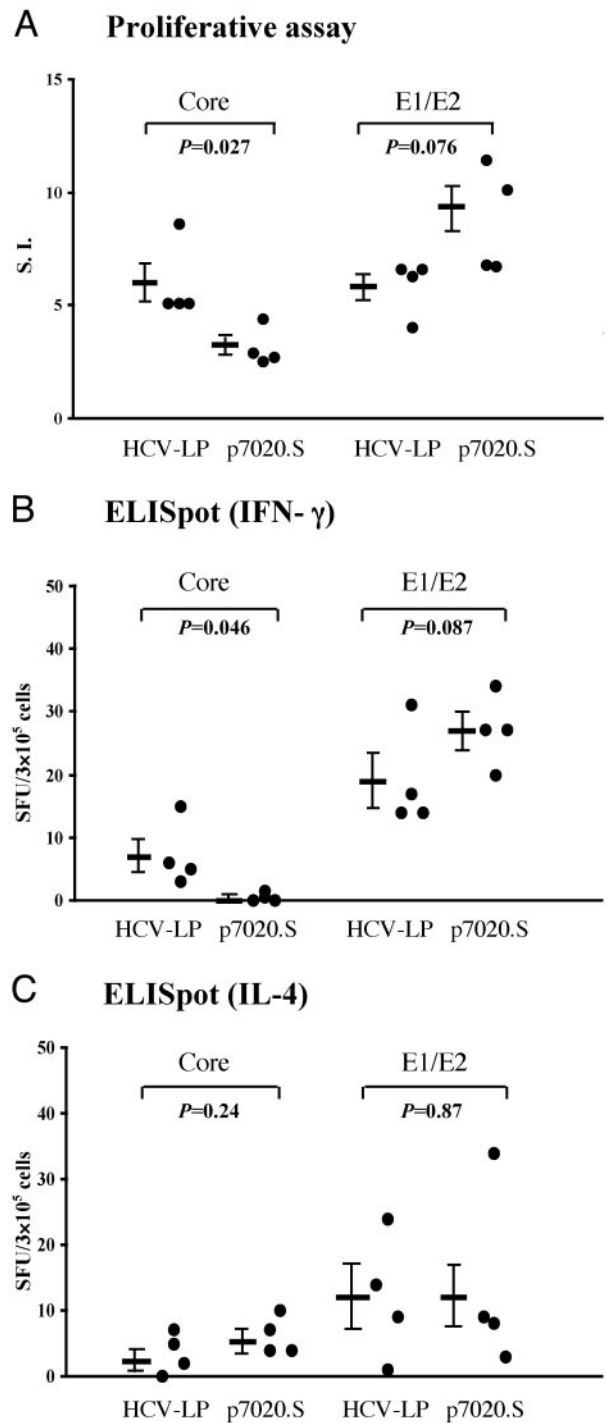 A Proliferative assay
15
Core E1/E2
P=0.027 P=0.076
10
S. I.
5
0
HCV-LP p7020.S HCV-LP p7020.S
B ELISpot (IFN- γ)
50
Core E1/E2
40
P=0.046 P=0.087
30
SFU/3×10⁵ cells
20
10
0
HCV-LP p7020.S HCV-LP p7020.S
C ELISpot (IL-4)
50
Core E1/E2
40
P=0.24 P=0.87
30
SFU/3×10⁵ cells
20
10
0
HCV-LP p7020.S HCV-LP p7020.S